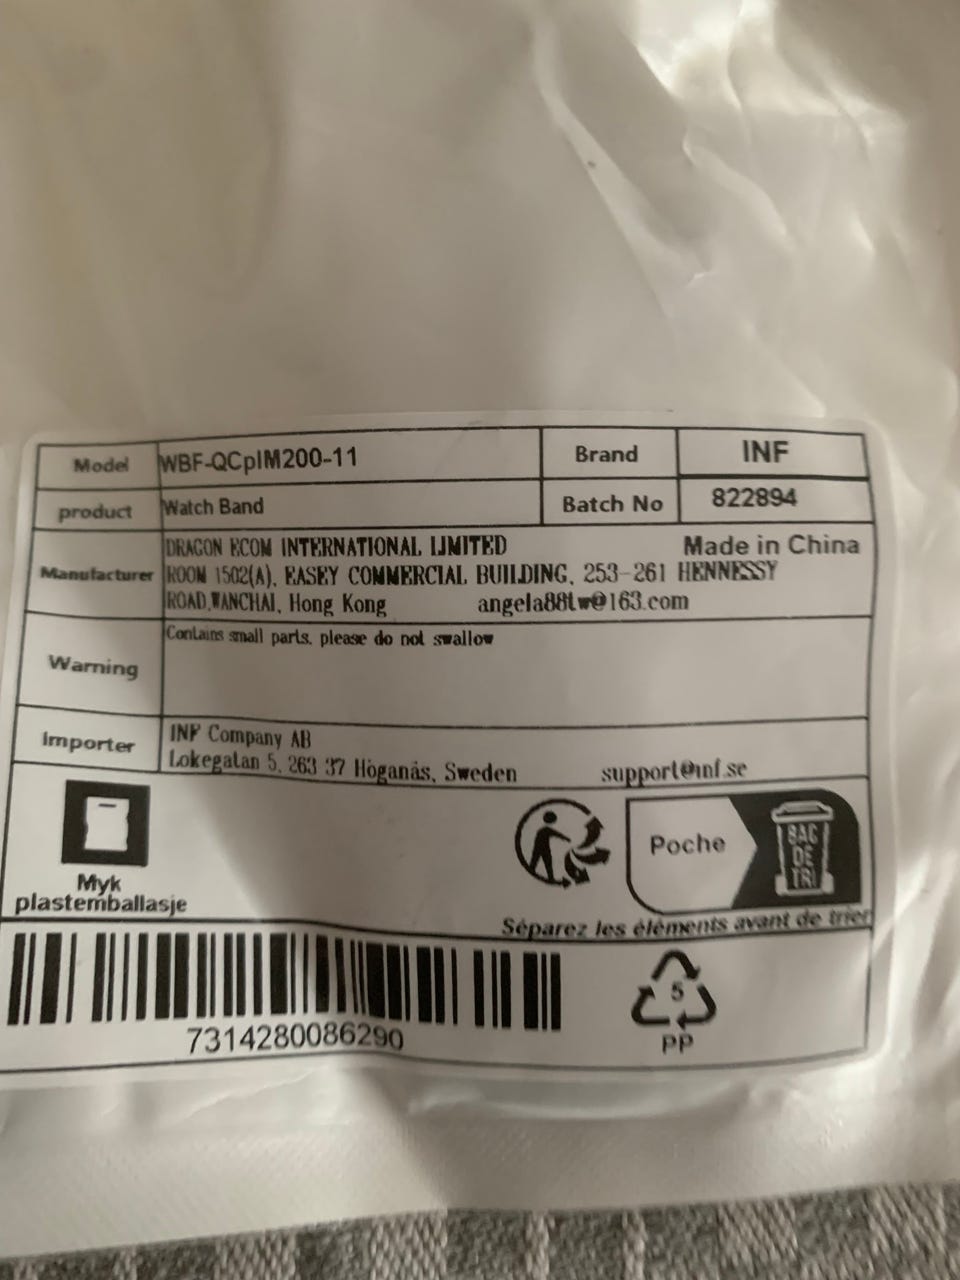 Model WBF-QCpIM200-11 Brand INF
product Watch Band Batch No 822894
DRAGON ECOM INTERNATIONAL LIMITED Made in China
Manufacturer ROOM 1502(A), EASEY COMMERCIAL BUILDING, 253-261 HENNESSY
ROAD,WANCHAI, Hong Kong angela88tw@163.com
Contains small parts, please do not swallow
Warning
Importer INF Company AB
Lokegatan 5, 263 37 Höganäs, Sweden support@inf.se
Poche BAC
DE
TRI
Myk
plastemballasje
Séparez les éléments avant de trier
5
7314280086290 PP